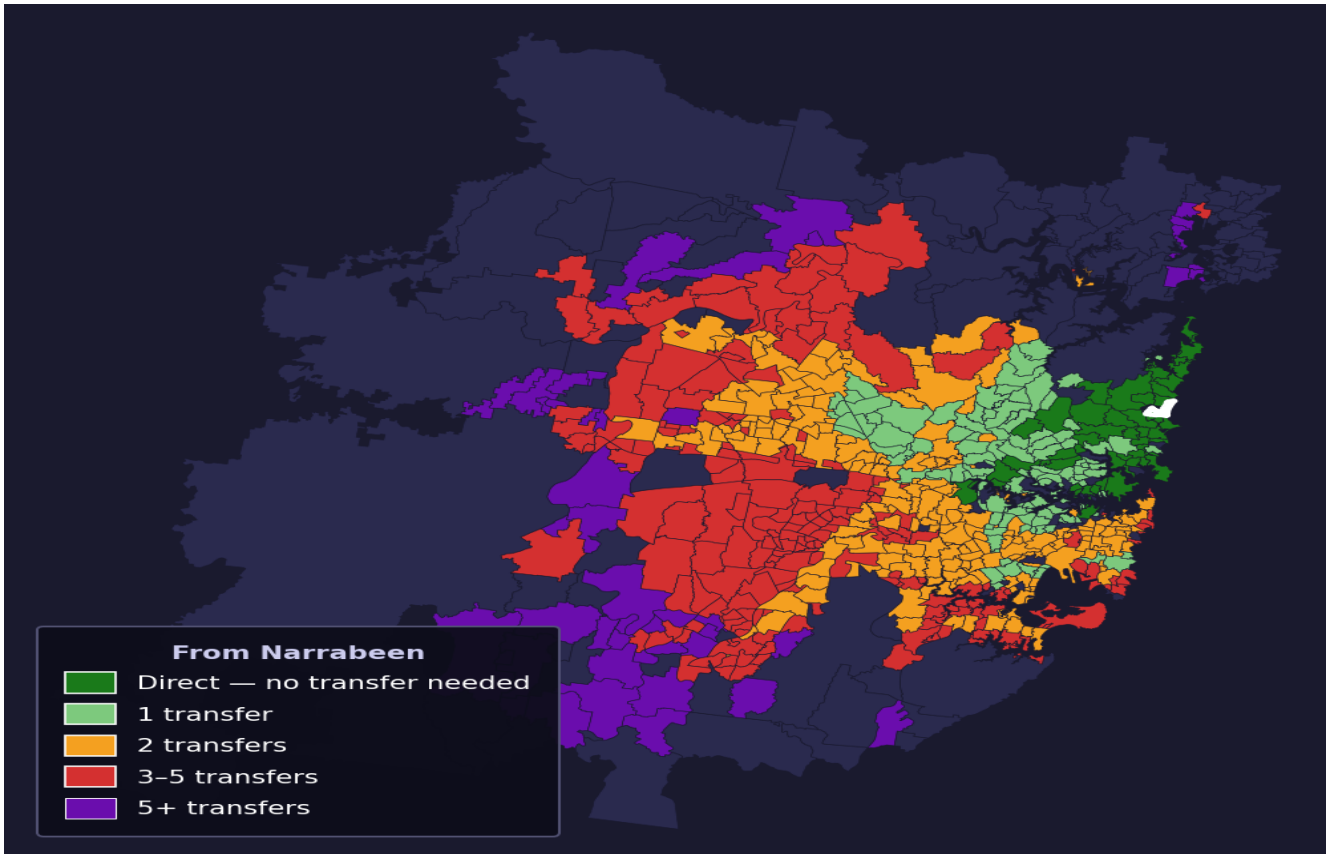 From Narrabeen
Direct — no transfer needed
1 transfer
2 transfers
3–5 transfers
5+ transfers